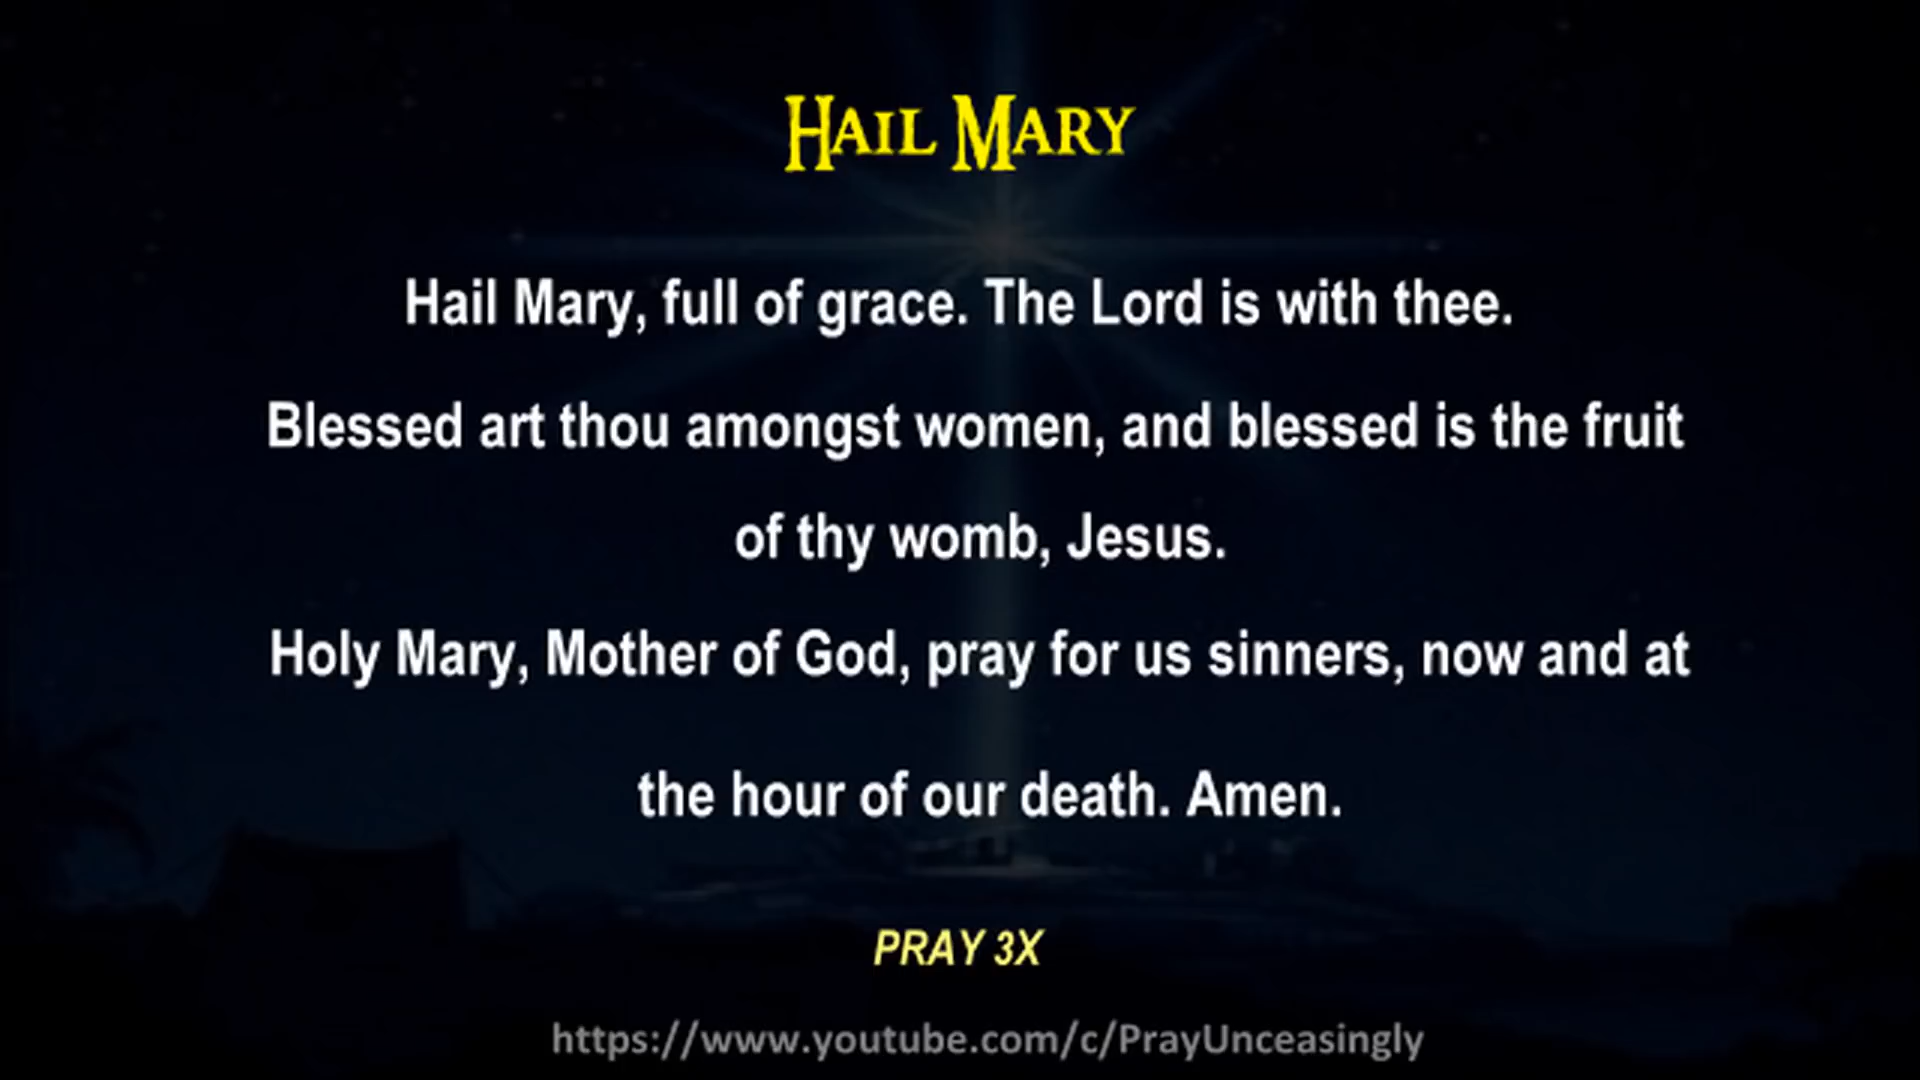 Hail Mary
Hail Mary, full of grace. The Lord is with thee.
Blessed art thou amongst women, and blessed is the fruit
of thy womb, Jesus.
Holy Mary, Mother of God, pray for us sinners, now and at
the hour of our death. Amen.
PRAY 3X
https://www.youtube.com/c/PrayUnceasingly